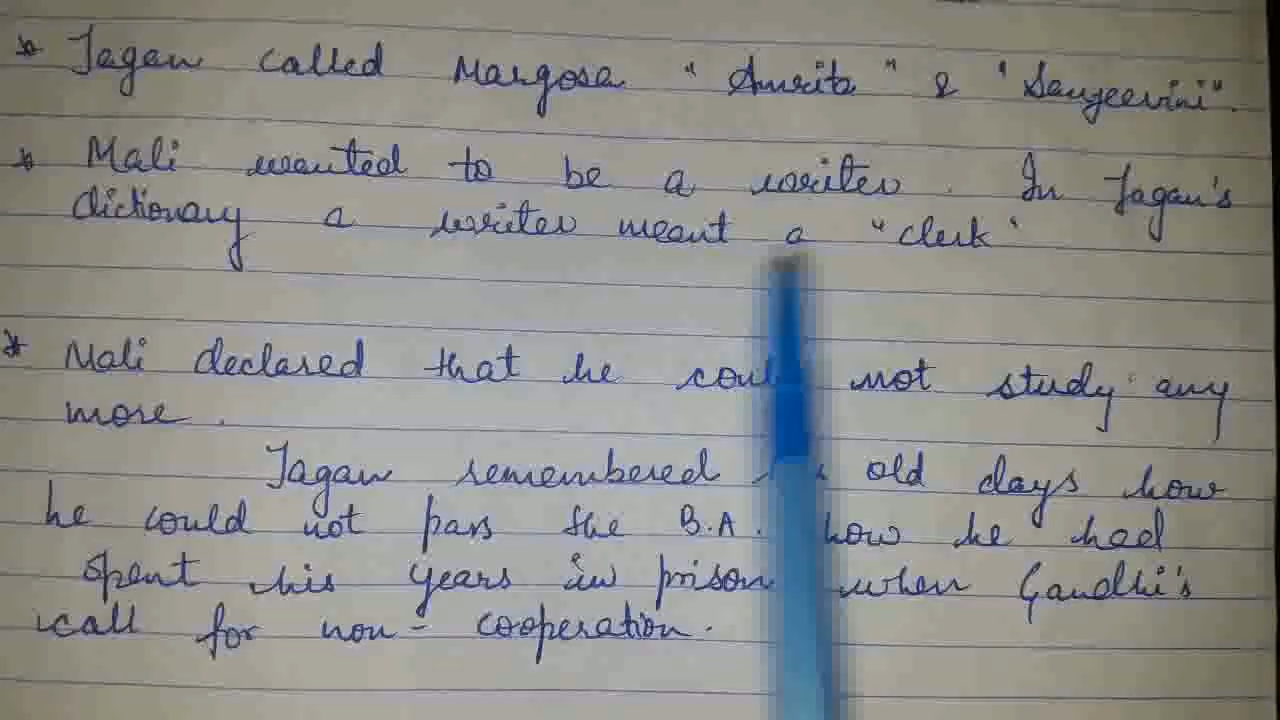 * Jagan called Margosa "Amrita" & "Sanjeevini".
* Mali wanted to be a writer. In Jagan's
dictionary a writer meant a "clerk"
* Mali declared that he could not study any
more.
Jagan remembered old days how
he could not pass the B.A. how he had
spent his years in prison when Gandhi's
call for non-cooperation.